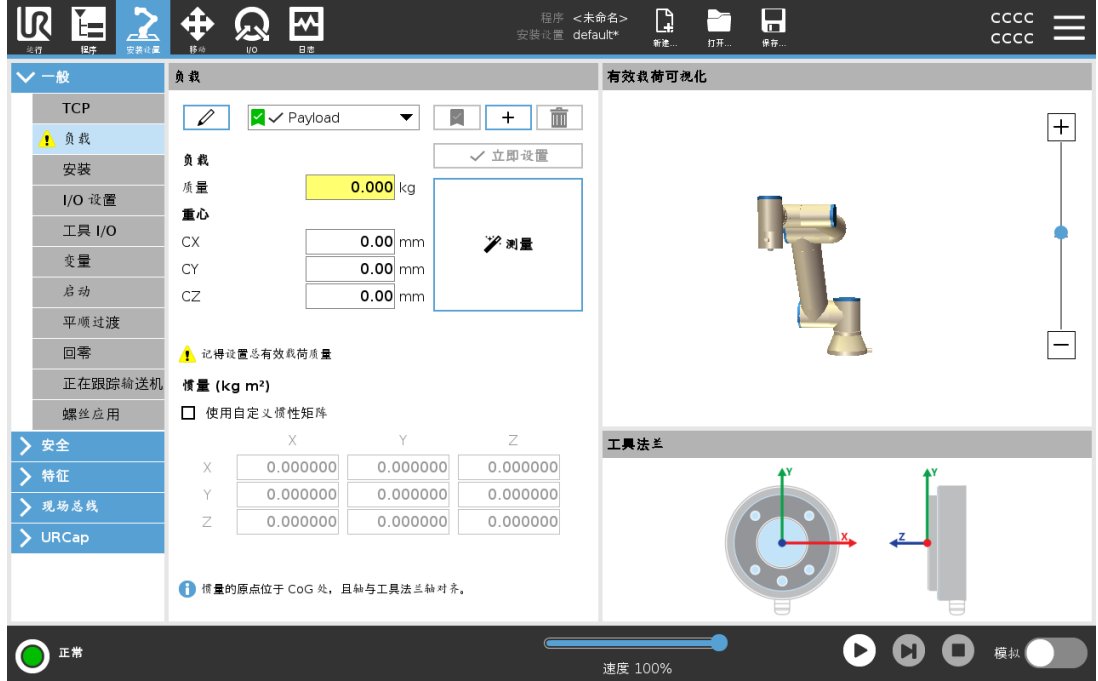 UR
程序 <未命名>
安装设置 default*
CCCC
CCCC
运行 程序 安装设置 移动 I/O 日志 新建... 打开... 保存...
一般
TCP
负载
安装
I/O 设置
工具 I/O
变量
启动
平顺过渡
回零
正在跟踪输送机
螺丝应用
安全
特征
现场总线
URCap
负载
Payload
立即设置
负载
质量 0.000 kg
重心
CX 0.00 mm
CY 0.00 mm
CZ 0.00 mm
测量
记得设置总有效载荷质量
惯量 (kg m²)
使用自定义惯性矩阵
X Y Z
X 0.000000 0.000000 0.000000
Y 0.000000 0.000000 0.000000
Z 0.000000 0.000000 0.000000
惯量的原点位于 CoG 处，且轴与工具法兰轴对齐。
有效载荷可视化
工具法兰
Y Y
X Z
正常
速度 100%
模拟